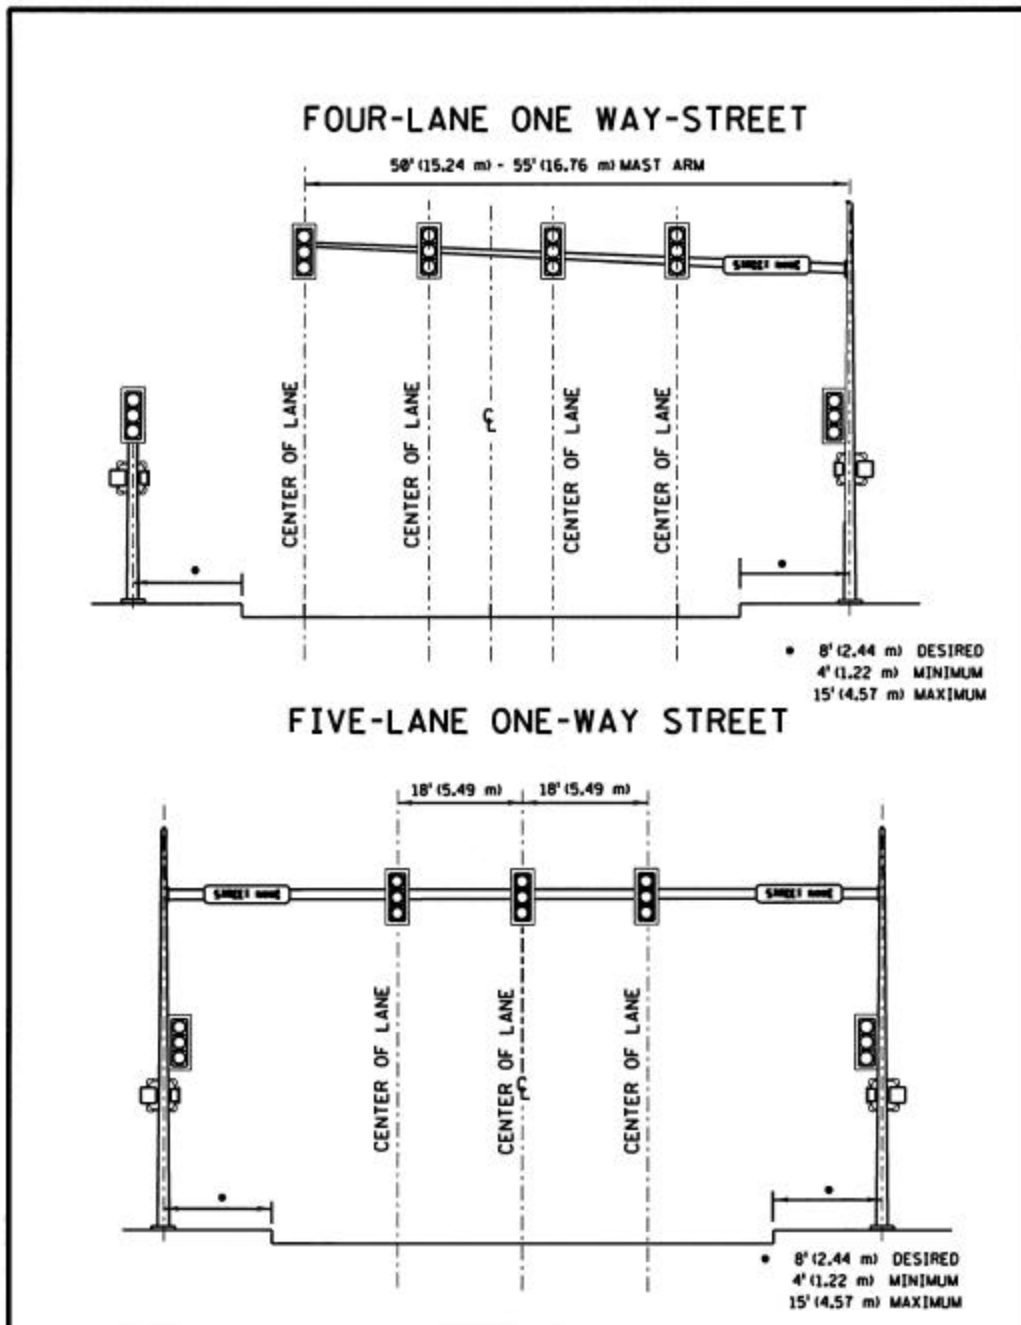 FOUR-LANE ONE WAY-STREET
50' (15.24 m) - 55' (16.76 m) MAST ARM
CENTER OF LANE
CENTER OF LANE
℄
CENTER OF LANE
CENTER OF LANE
• 
•
• 8' (2.44 m) DESIRED
4' (1.22 m) MINIMUM
15' (4.57 m) MAXIMUM
FIVE-LANE ONE-WAY STREET
18' (5.49 m) 18' (5.49 m)
CENTER OF LANE
CENTER OF LANE
℄
CENTER OF LANE
•
•
• 8' (2.44 m) DESIRED
4' (1.22 m) MINIMUM
15' (4.57 m) MAXIMUM